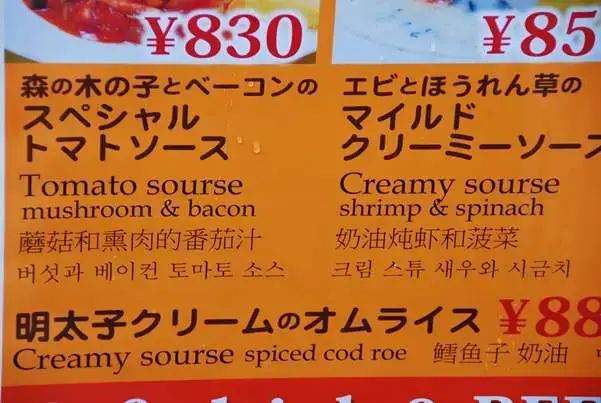 ¥830
森の木の子とベーコンの
スペシャル
トマトソース
Tomato sourse
mushroom & bacon
蘑菇和熏肉的番茄汁
버섯과 베이컨 토마토 소스
¥85
エビとほうれん草の
マイルド
クリーミーソース
Creamy sourse
shrimp & spinach
奶油炖虾和菠菜
크림 스튜 새우와 시금치
明太子クリームのオムライス ¥88
Creamy sourse spiced cod roe 鳕鱼子 奶油